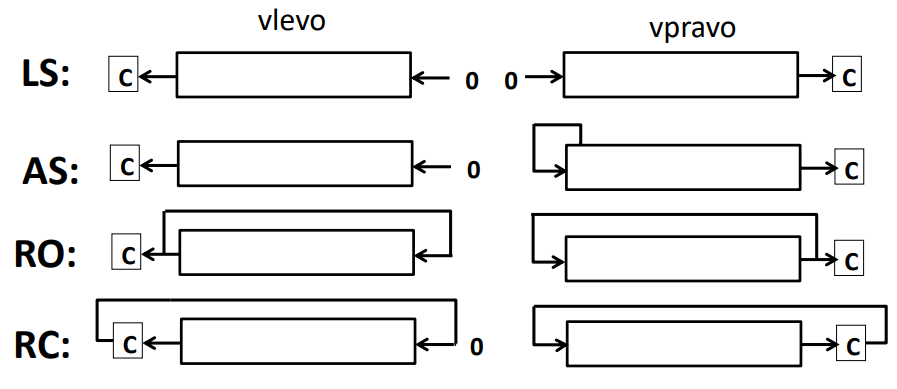 vlevo vpravo
LS: C 0 0 C
AS: C 0 C
RO: C C
RC: C 0 C